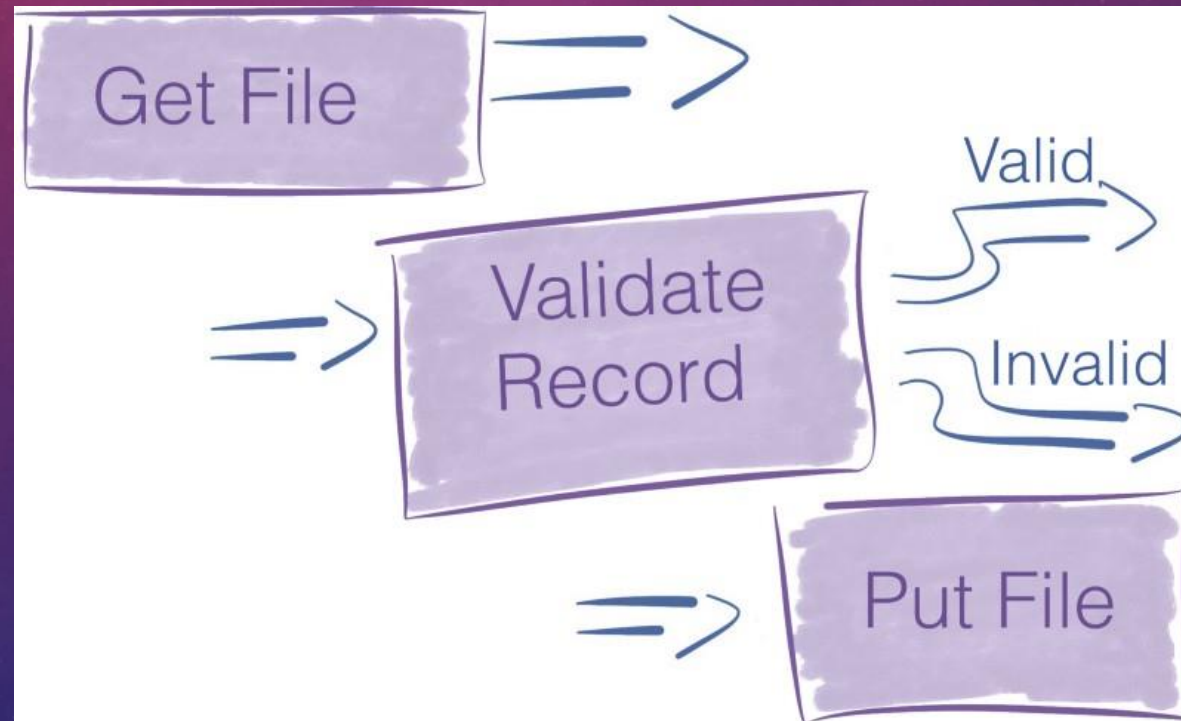 Get File
Valid
Validate
Record
Invalid
Put File